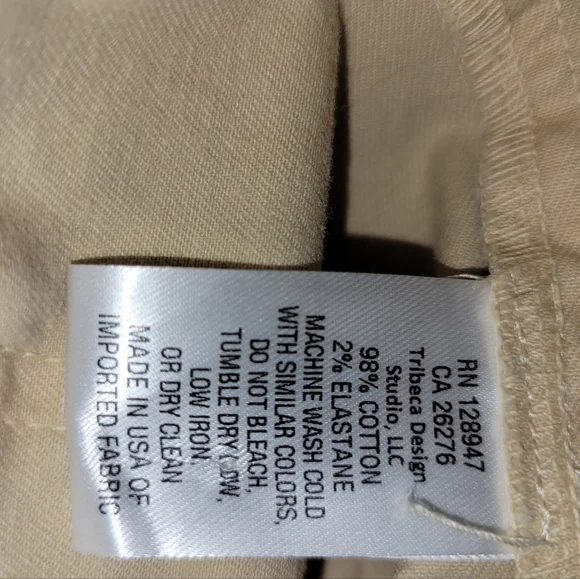 RN 128947
CA 26276
Tribeca Design
Studio, LLC
98% COTTON
2% ELASTANE
MACHINE WASH COLD
WITH SIMILAR COLORS,
DO NOT BLEACH,
TUMBLE DRY LOW,
LOW IRON,
OR DRY CLEAN
MADE IN USA OF
IMPORTED FABRIC